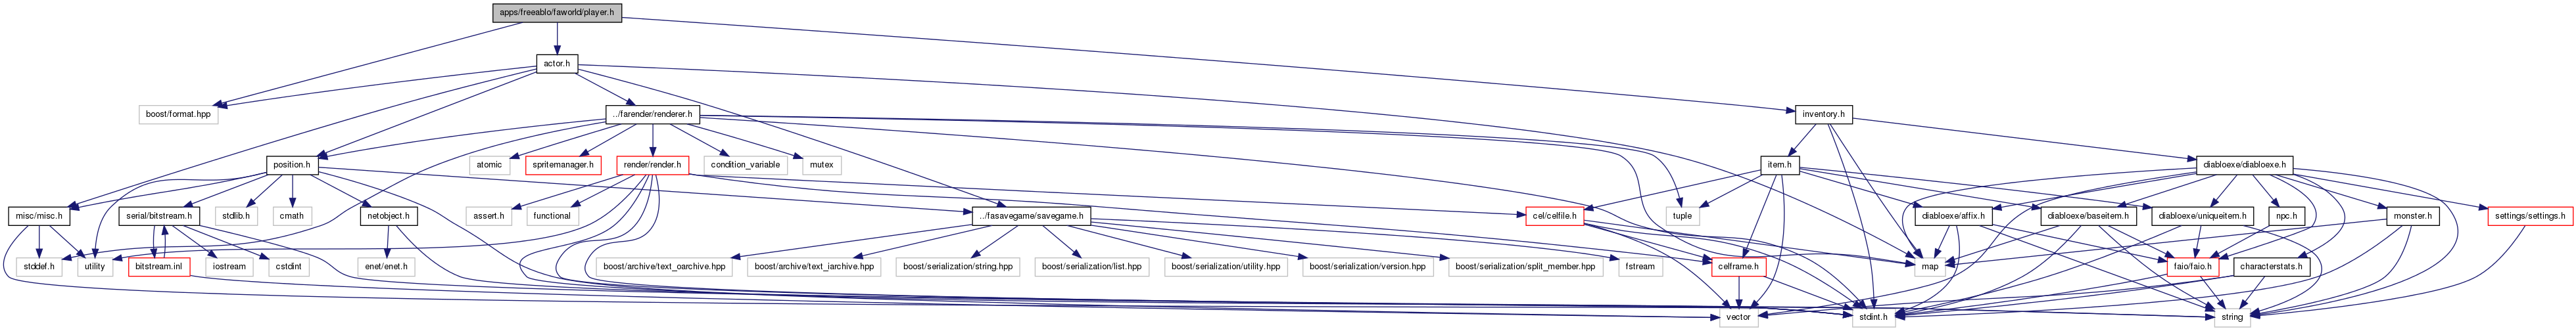 apps/freeablo/faworld/player.h
actor.h
boost/format.hpp
../farender/renderer.h
inventory.h
position.h
atomic
spritemanager.h
render/render.h
condition_variable
mutex
item.h
diabloexe/diabloexe.h
misc/misc.h
serial/bitstream.h
stdlib.h
cmath
netobject.h
assert.h
functional
../fasavegame/savegame.h
cel/celfile.h
tuple
diabloexe/affix.h
diabloexe/baseitem.h
diabloexe/uniqueitem.h
npc.h
monster.h
settings/settings.h
stddef.h
utility
bitstream.inl
iostream
cstdint
enet/enet.h
boost/archive/text_oarchive.hpp
boost/archive/text_iarchive.hpp
boost/serialization/string.hpp
boost/serialization/list.hpp
boost/serialization/utility.hpp
boost/serialization/version.hpp
boost/serialization/split_member.hpp
fstream
celframe.h
map
faio/faio.h
characterstats.h
vector
stdint.h
string